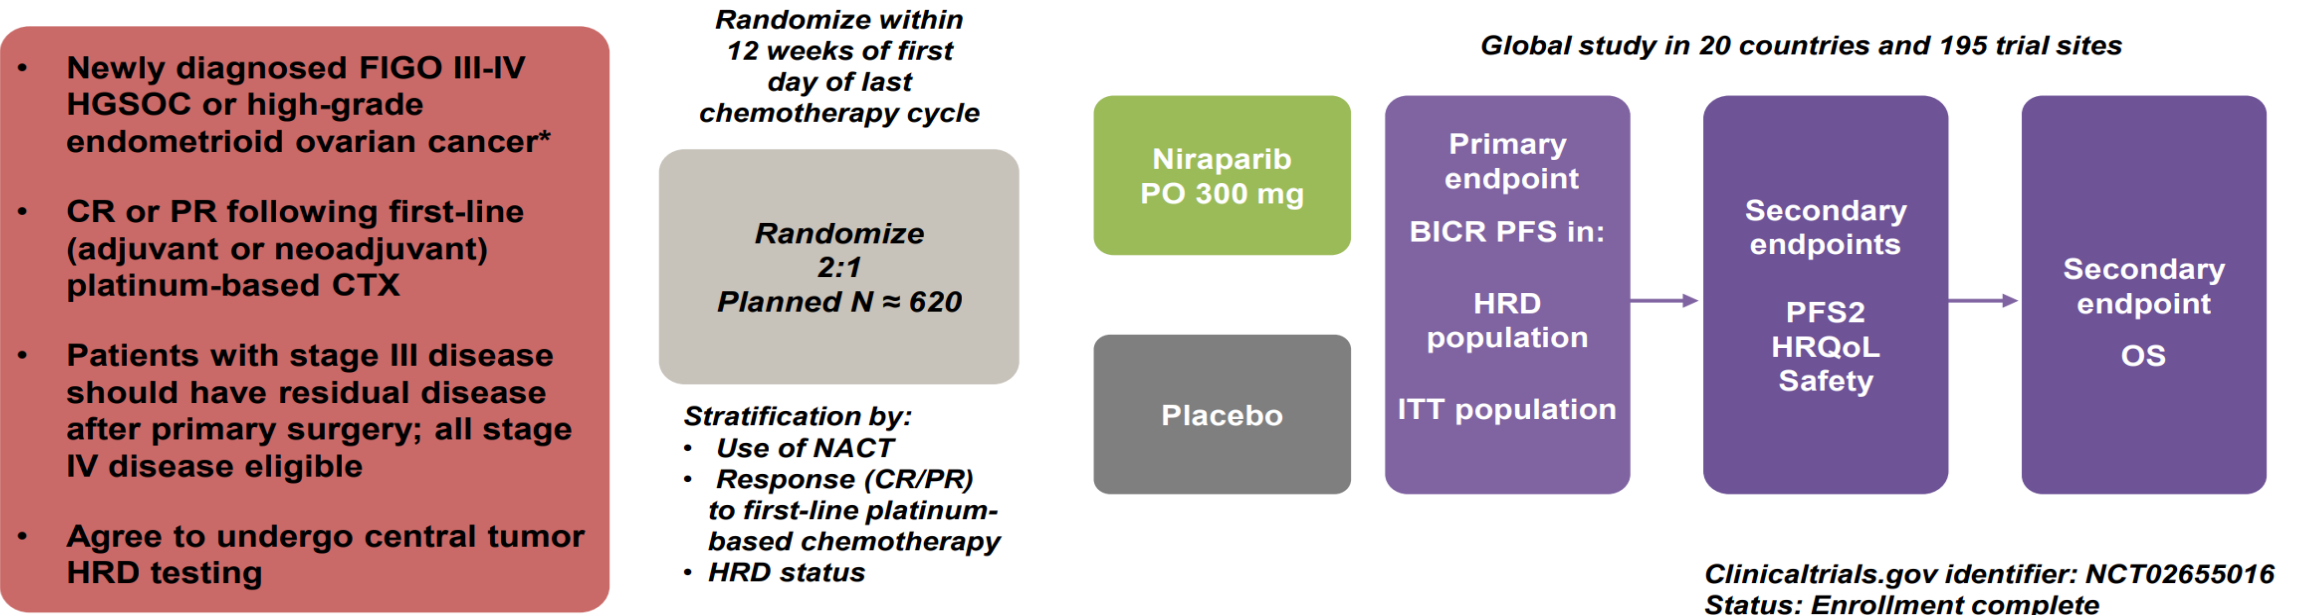 • Newly diagnosed FIGO III-IV
HGSOC or high-grade
endometrioid ovarian cancer*
• CR or PR following first-line
(adjuvant or neoadjuvant)
platinum-based CTX
• Patients with stage III disease
should have residual disease
after primary surgery; all stage
IV disease eligible
• Agree to undergo central tumor
HRD testing
Randomize within
12 weeks of first
day of last
chemotherapy cycle
Randomize
2:1
Planned N ≈ 620
Stratification by:
• Use of NACT
• Response (CR/PR)
to first-line platinum-
based chemotherapy
• HRD status
Niraparib
PO 300 mg
Placebo
Global study in 20 countries and 195 trial sites
Primary
endpoint
BICR PFS in:
HRD
population
ITT population
Secondary
endpoints
PFS2
HRQoL
Safety
Secondary
endpoint
OS
Clinicaltrials.gov identifier: NCT02655016
Status: Enrollment complete